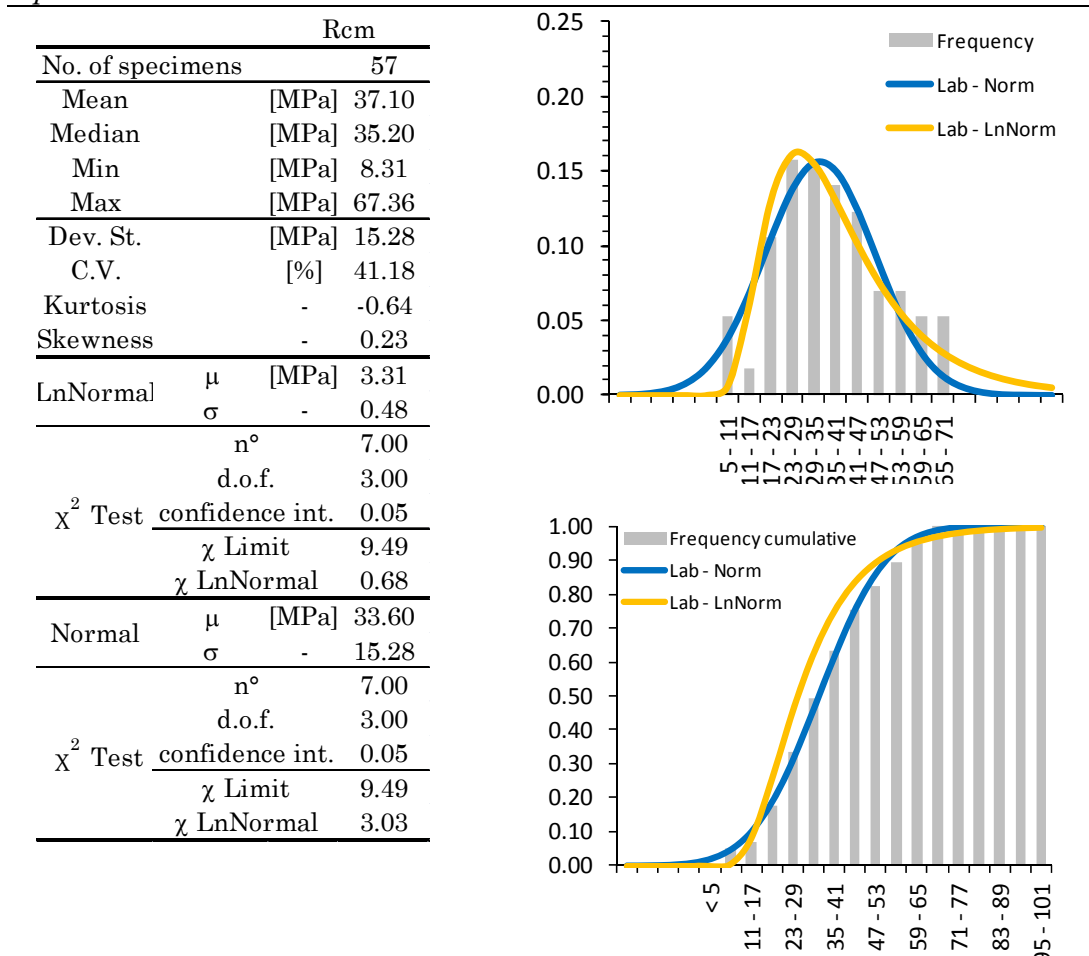 Rcm
No. of specimens 57
Mean [MPa] 37.10
Median [MPa] 35.20
Min [MPa] 8.31
Max [MPa] 67.36
Dev. St. [MPa] 15.28
C.V. [%] 41.18
Kurtosis - -0.64
Skewness - 0.23
LnNormal μ [MPa] 3.31
σ - 0.48
χ2 Test n° 7.00
d.o.f. 3.00
confidence int. 0.05
χ Limit 9.49
χ LnNormal 0.68
Normal μ [MPa] 33.60
σ - 15.28
χ2 Test n° 7.00
d.o.f. 3.00
confidence int. 0.05
χ Limit 9.49
χ LnNormal 3.03
0.25
0.20
0.15
0.10
0.05
0.00
Frequency
Lab - Norm
Lab - LnNorm
5 - 11
11 - 17
17 - 23
23 - 29
29 - 35
35 - 41
41 - 47
47 - 53
53 - 59
59 - 65
65 - 71
1.00
0.90
0.80
0.70
0.60
0.50
0.40
0.30
0.20
0.10
0.00
Frequency cumulative
Lab - Norm
Lab - LnNorm
< 5
11 - 17
23 - 29
35 - 41
47 - 53
59 - 65
71 - 77
83 - 89
95 - 101